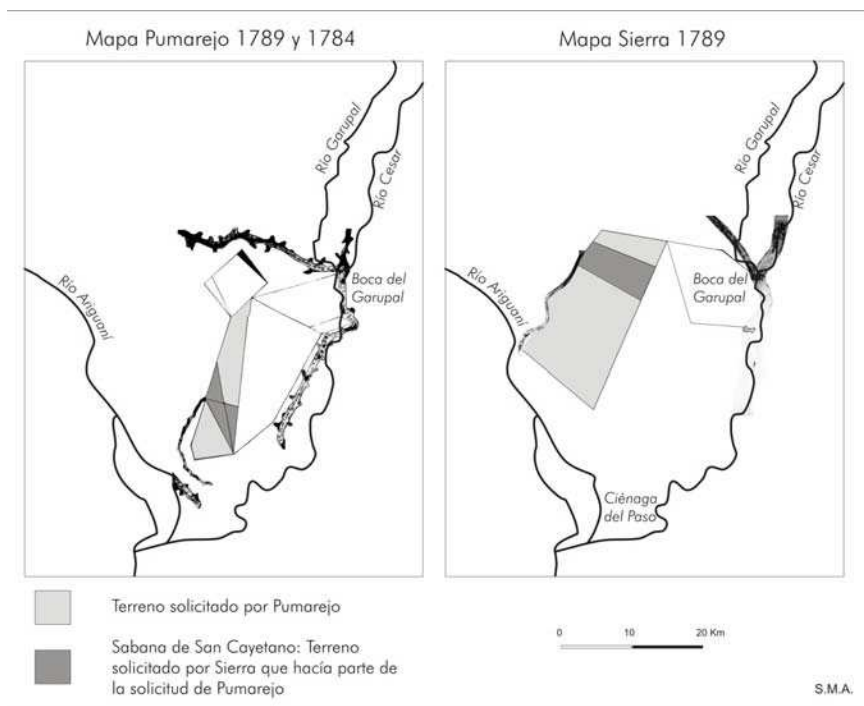 Mapa Pumarejo 1789 y 1784
Río Garupal
Río Cesar
Río Ariguaní
Boca del
Garupal
Mapa Sierra 1789
Río Garupal
Río Cesar
Río Ariguaní
Boca del
Garupal
Ciénaga
del Paso
Terreno solicitado por Pumarejo
Sabana de San Cayetano: Terreno
solicitado por Sierra que hacía parte de
la solicitud de Pumarejo
0 10 20 Km
S.M.A.